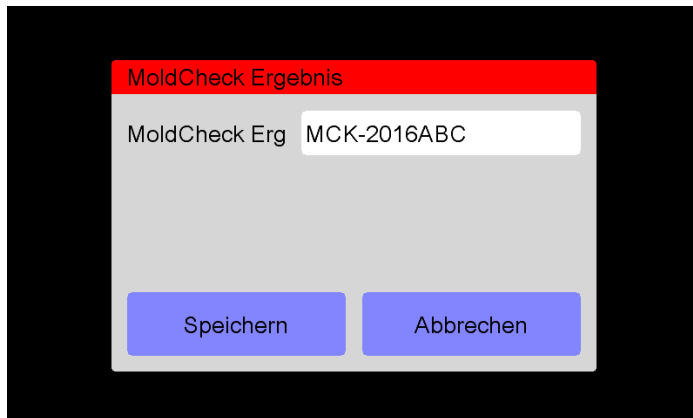 MoldCheck Ergebnis
MoldCheck Erg MCK-2016ABC
Speichern Abbrechen